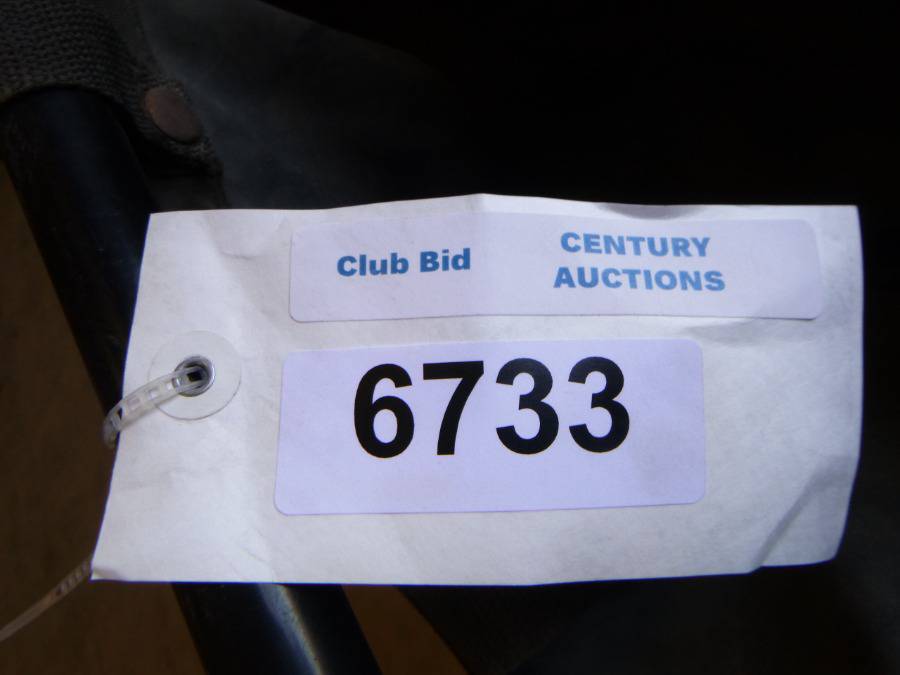 Club Bid
CENTURY
AUCTIONS
6733